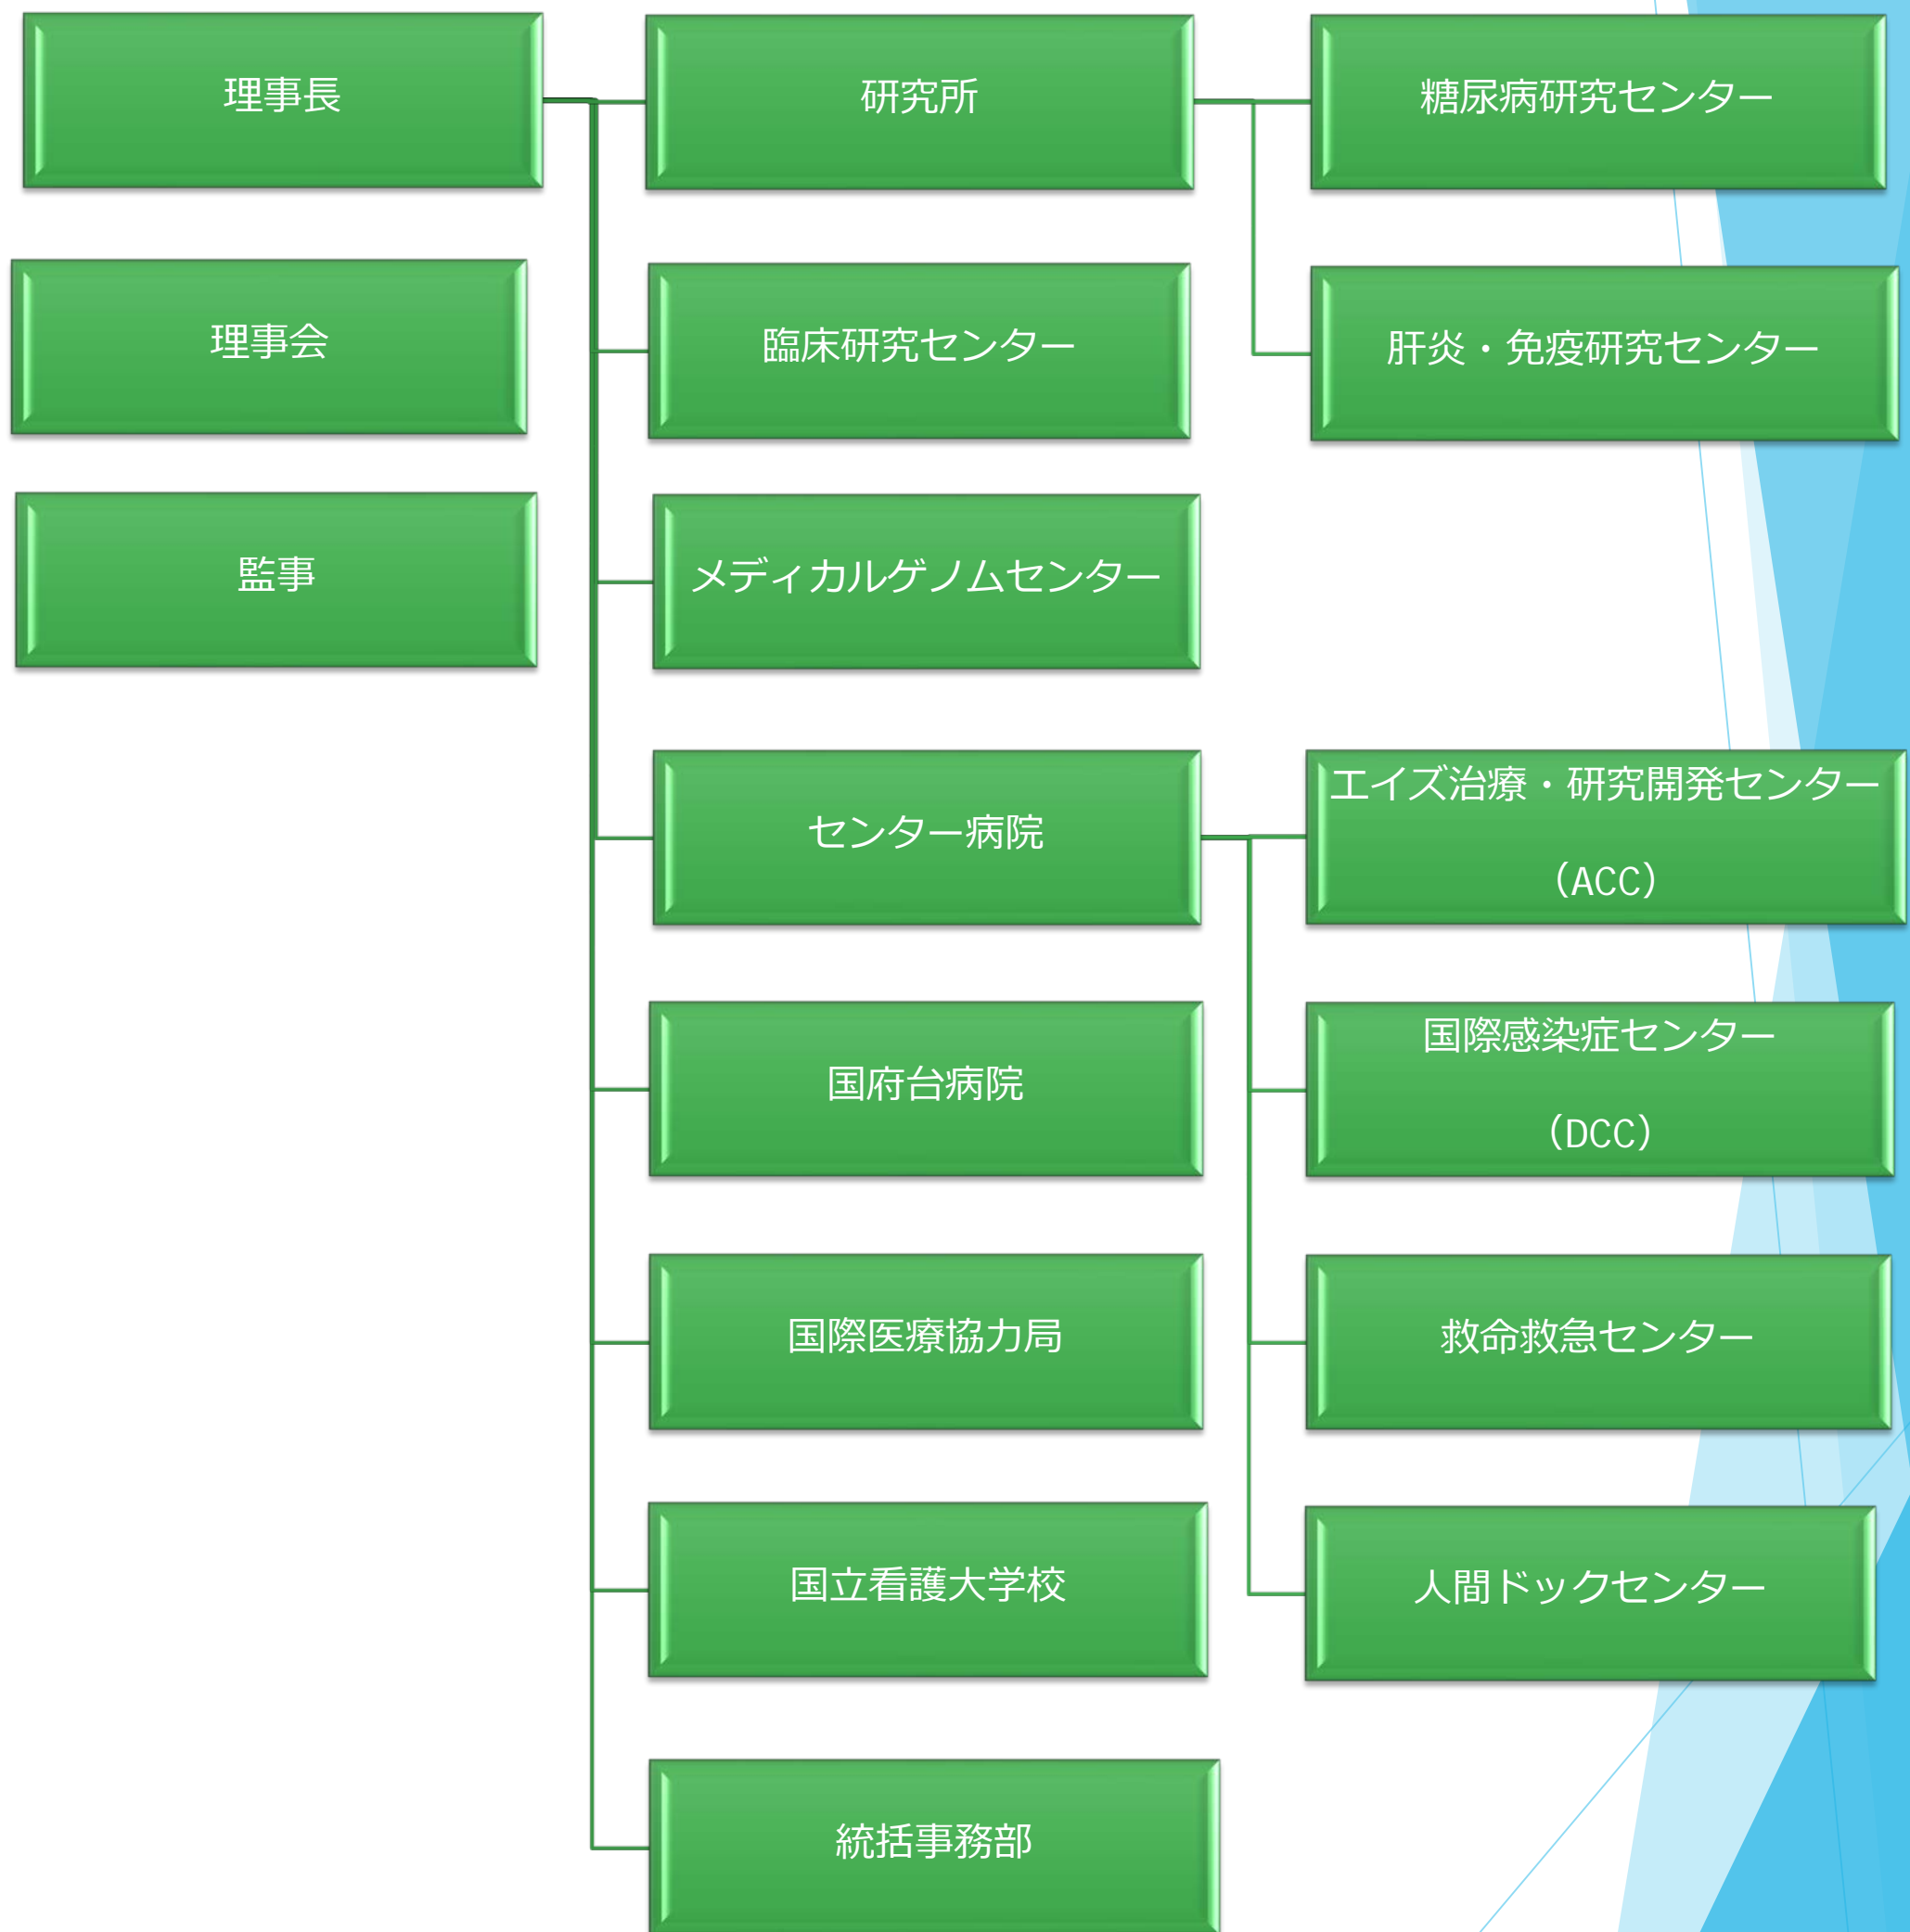 理事長
研究所
糖尿病研究センター
理事会
臨床研究センター
肝炎・免疫研究センター
監事
メディカルゲノムセンター
センター病院
エイズ治療・研究開発センター
（ACC）
国府台病院
国際感染症センター
（DCC）
国際医療協力局
救命救急センター
国立看護大学校
人間ドックセンター
統括事務部